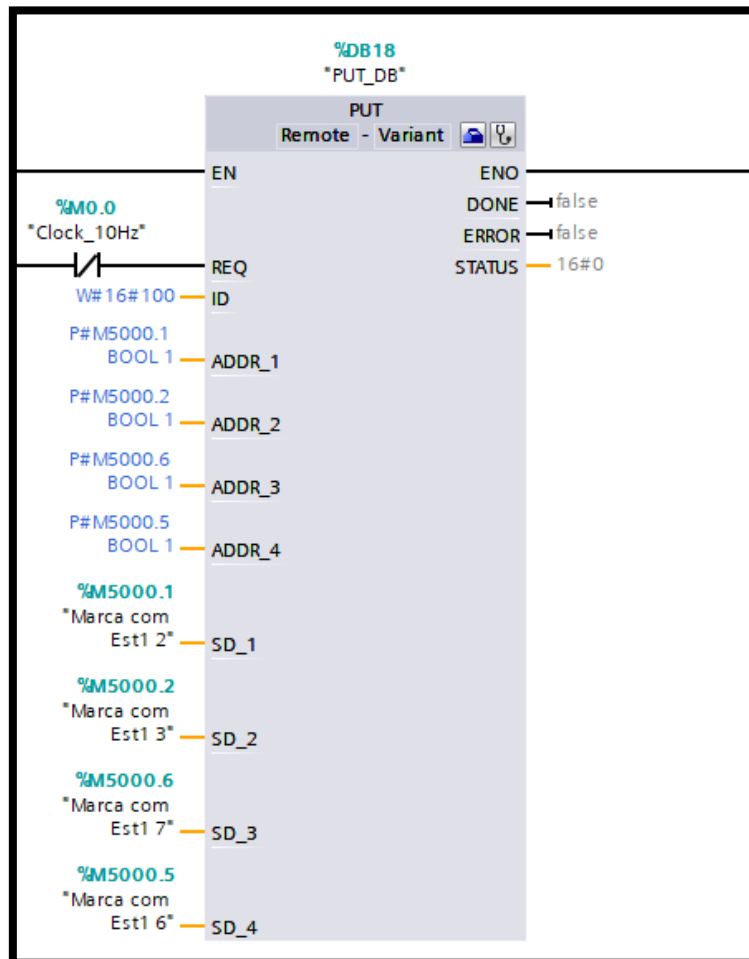 %DB18
"PUT_DB"
PUT
Remote - Variant
EN ENO
DONE false
%M0.0
"Clock_10Hz"
ERROR false
REQ STATUS 16#0
W#16#100 ID
P#M5000.1
BOOL 1 ADDR_1
P#M5000.2
BOOL 1 ADDR_2
P#M5000.6
BOOL 1 ADDR_3
P#M5000.5
BOOL 1 ADDR_4
%M5000.1
"Marca com
Est1 2" SD_1
%M5000.2
"Marca com
Est1 3" SD_2
%M5000.6
"Marca com
Est1 7" SD_3
%M5000.5
"Marca com
Est1 6" SD_4